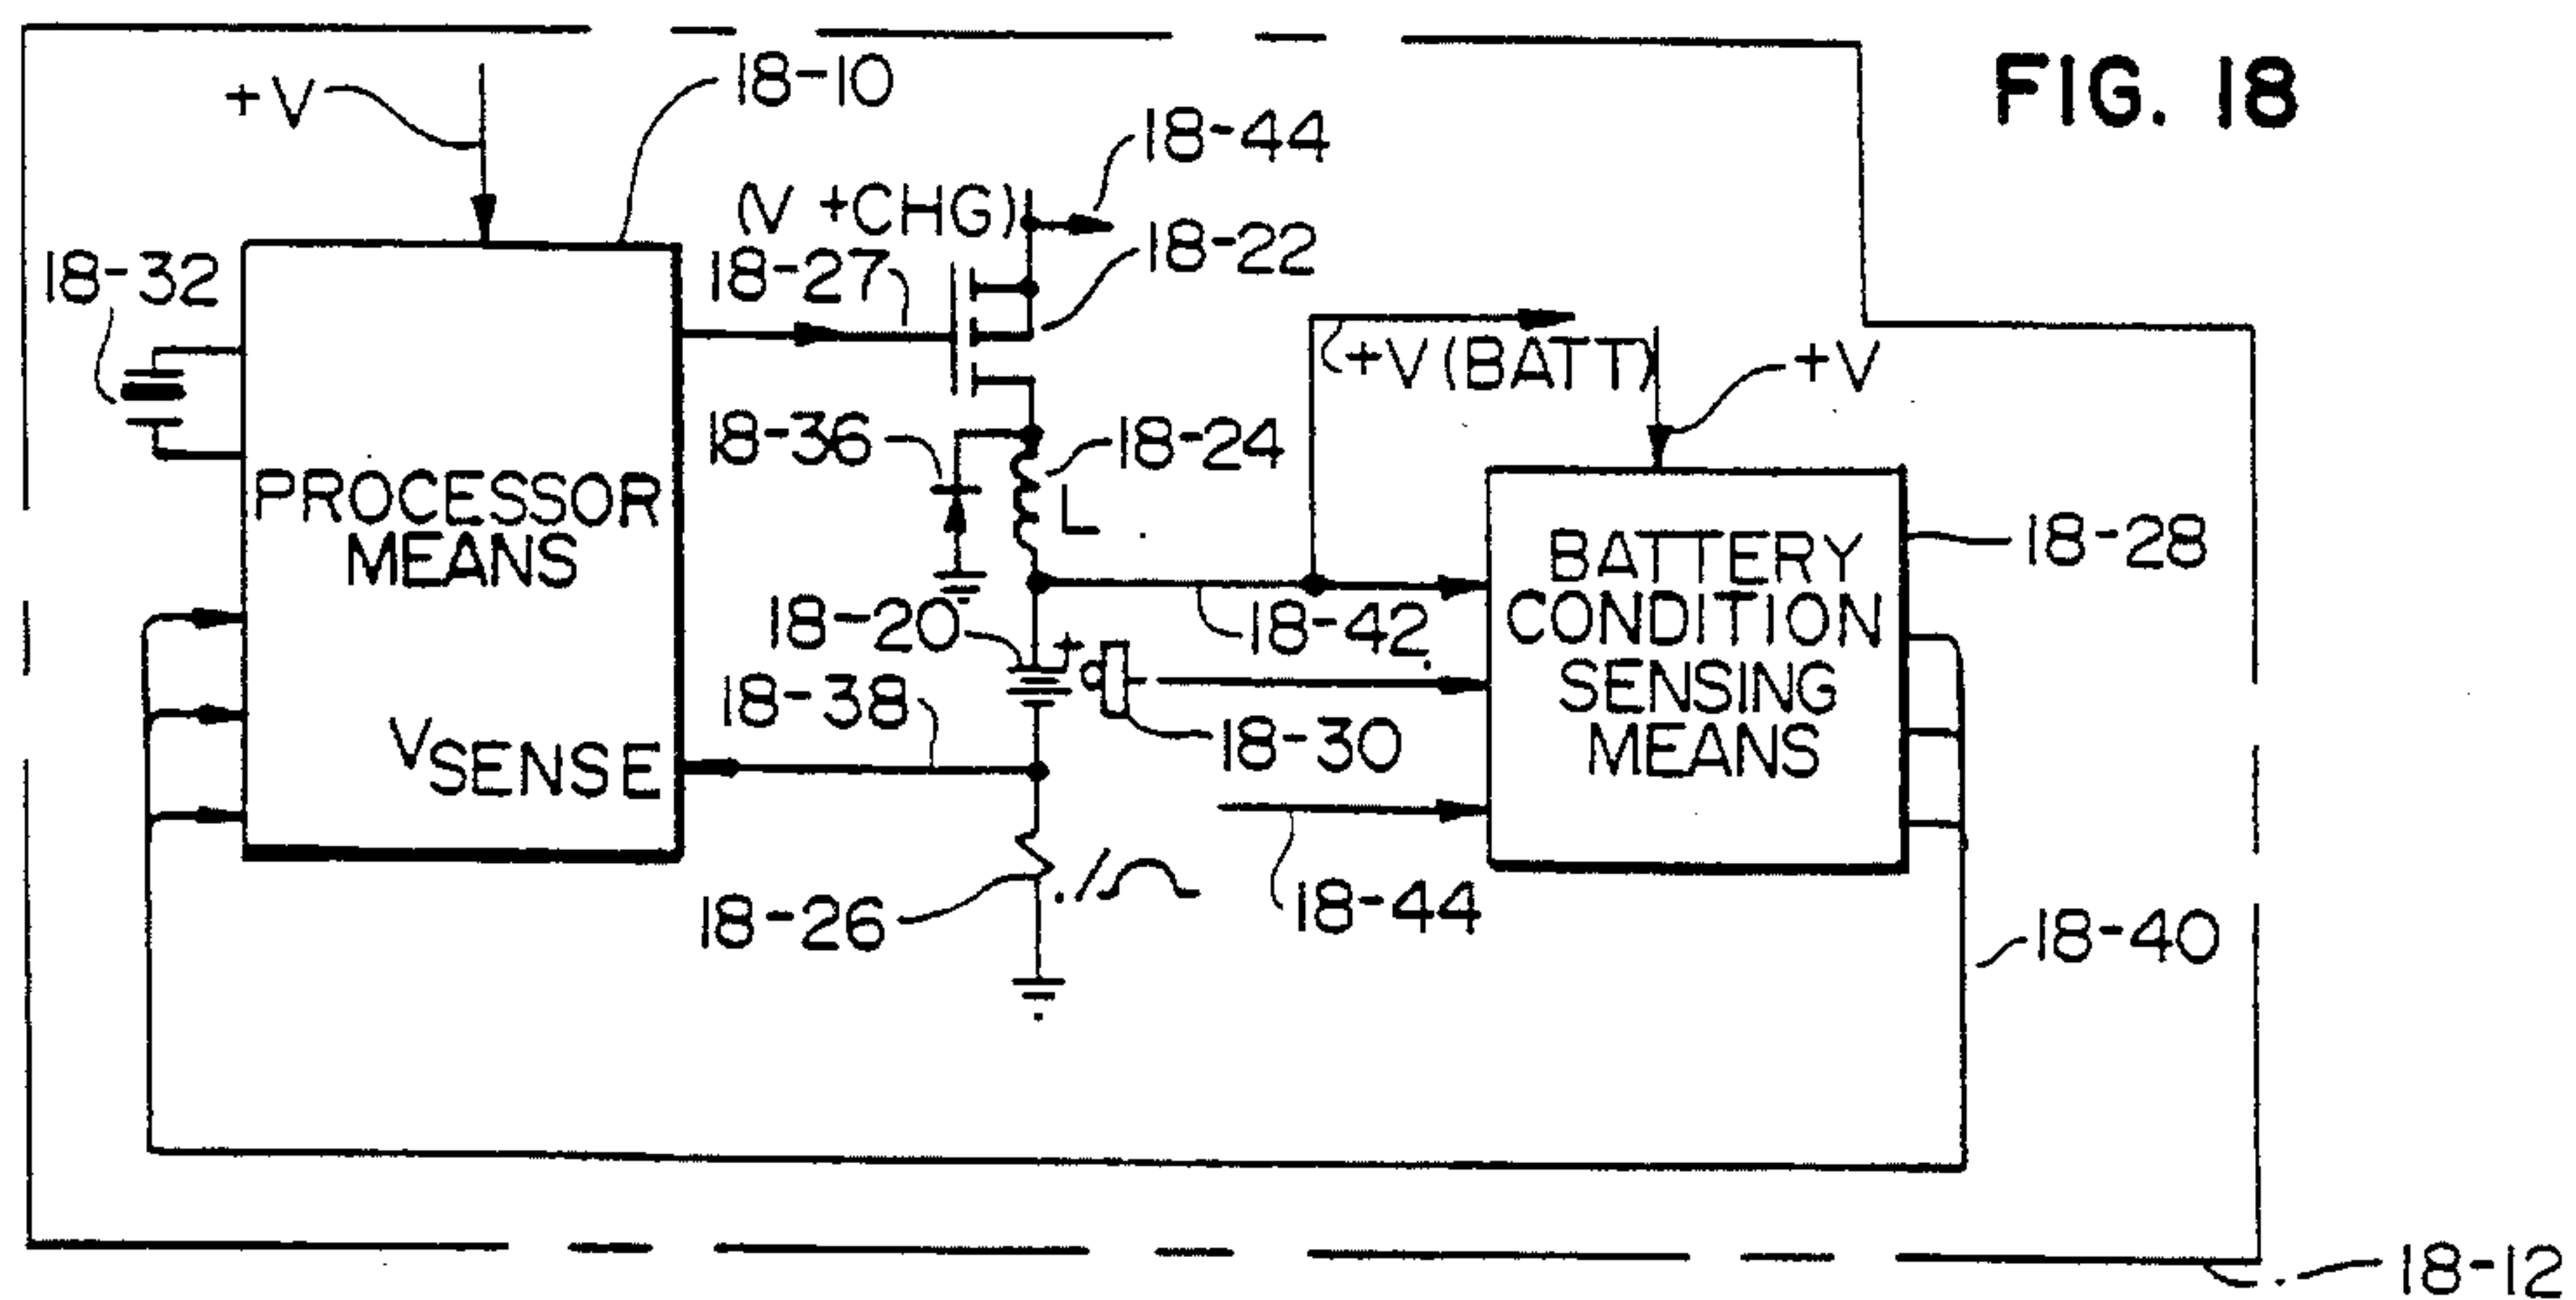 FIG. 18
+V
18-10
18-44
(V +CHG)
18-22
18-32
18-27
+V (BATT)
+V
18-36
18-24
L
PROCESSOR
MEANS
18-28
BATTERY
CONDITION
SENSING
MEANS
18-20
+
18-42
18-38
18-30
VSENSE
18-26
.1Ω
18-44
18-40
18-12